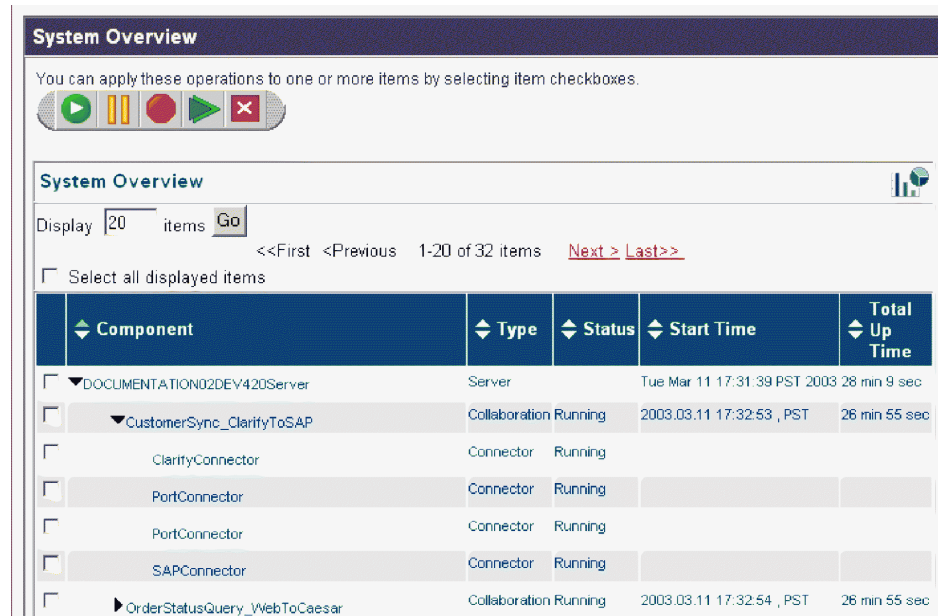 System Overview
You can apply these operations to one or more items by selecting item checkboxes.
System Overview
Display 20 items Go
<<First <Previous 1-20 of 32 items Next > Last>>
Select all displayed items
Component Type Status Start Time Total Up Time
DOCUMENTATION02DEV420Server Server Tue Mar 11 17:31:39 PST 2003 28 min 9 sec
CustomerSync_ClarifyToSAP Collaboration Running 2003.03.11 17:32:53 , PST 26 min 55 sec
ClarifyConnector Connector Running
PortConnector Connector Running
PortConnector Connector Running
SAPConnector Connector Running
OrderStatusQuery_WebToCaesar Collaboration Running 2003.03.11 17:32:54 , PST 26 min 55 sec